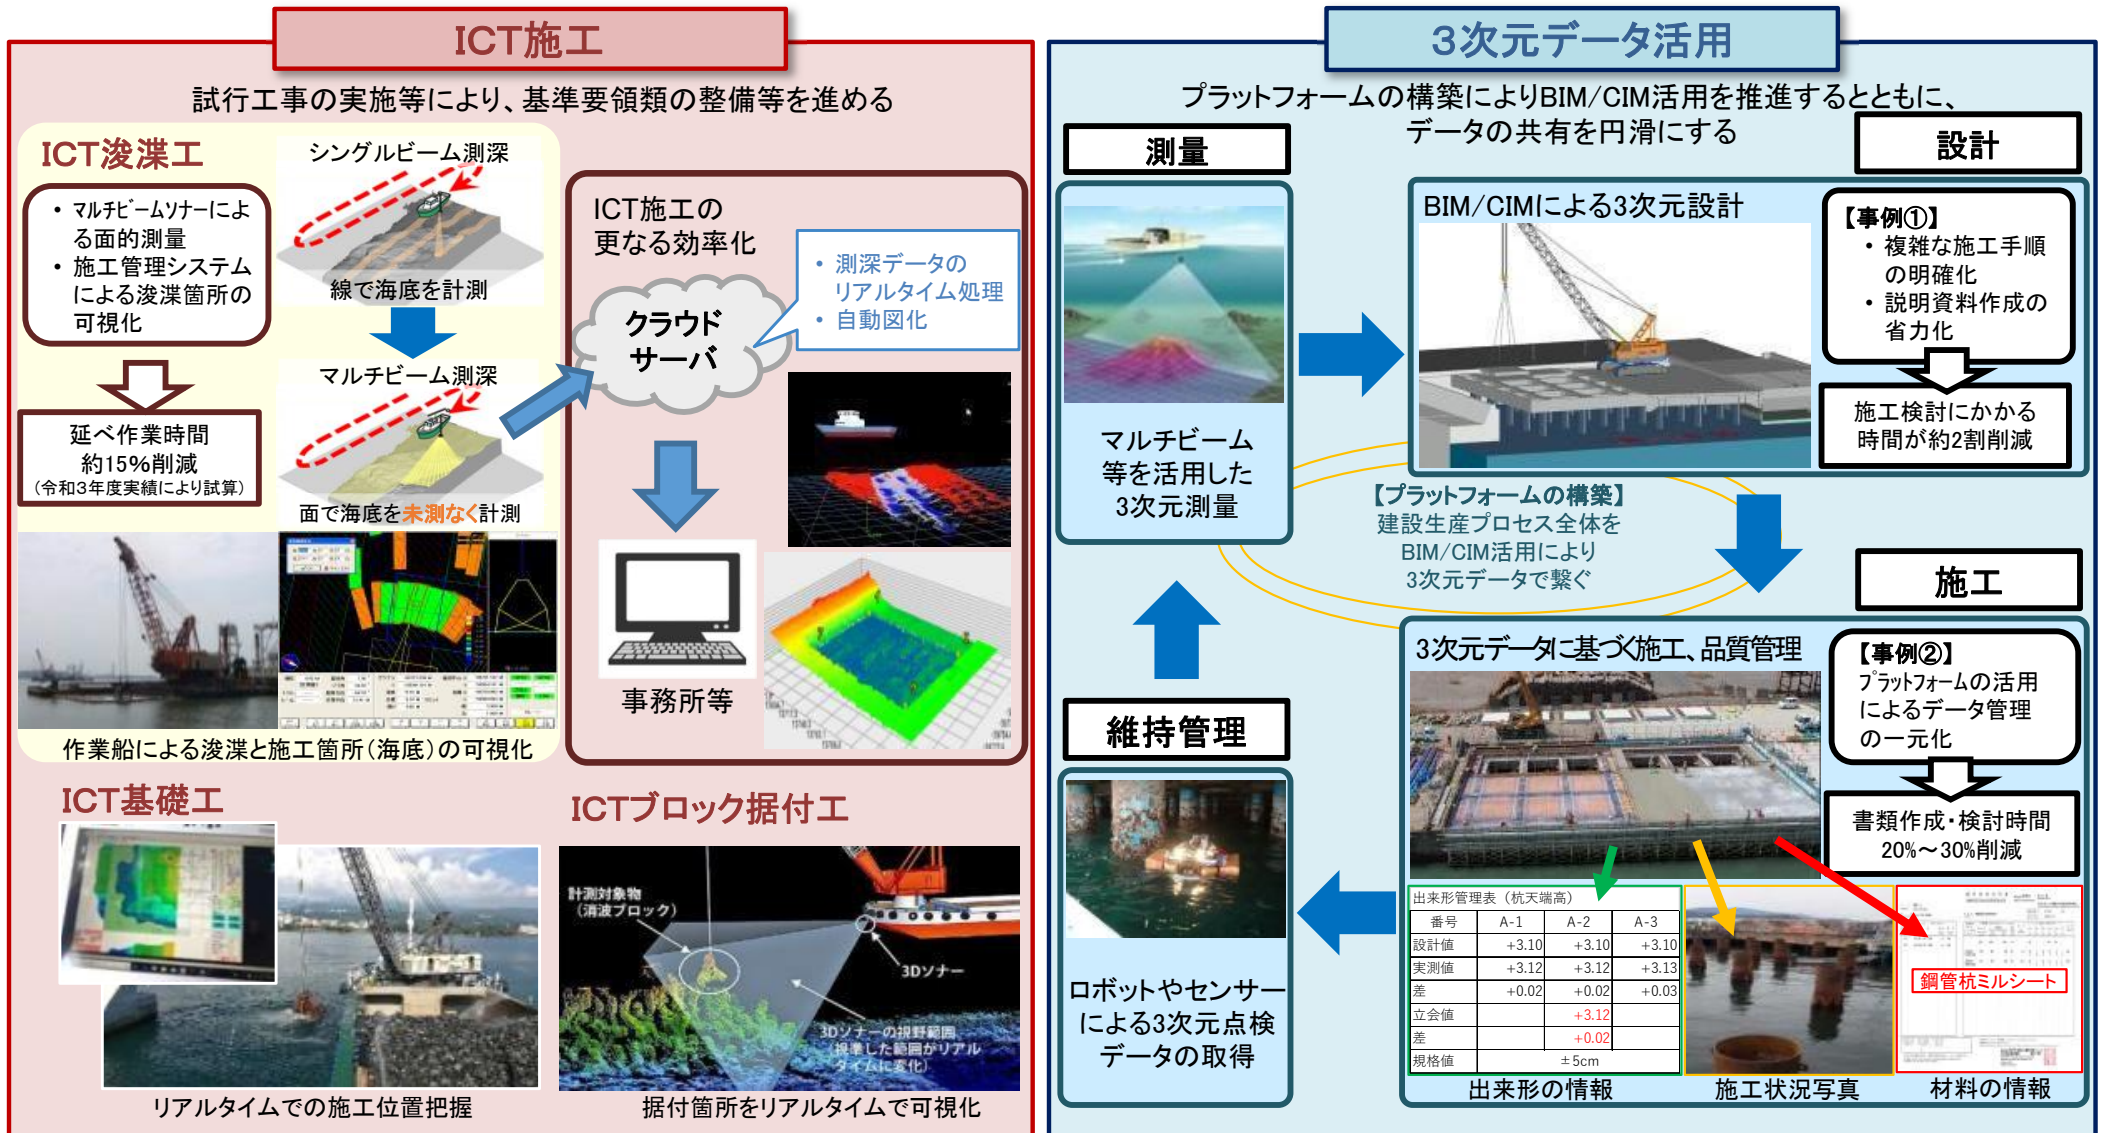 ICT施工
試行工事の実施等により、基準要領類の整備等を進める
ICT浚渫工
・ マルチビームソナーによ
る面的測量
・ 施工管理システム
による浚渫箇所の
可視化
延べ作業時間
約15%削減
(令和3年度実績により試算)
シングルビーム測深
線で海底を計測
マルチビーム測深
面で海底を未測なく計測
作業船による浚渫と施工箇所(海底)の可視化
ICT施工の
更なる効率化
クラウド
サーバ
・ 測深データの
リアルタイム処理
・ 自動図化
事務所等
ICT基礎工
リアルタイムでの施工位置把握
ICTブロック据付工
計測対象物
(消波ブロック)
3Dソナー
3Dソナーの視野範囲
(視準した範囲がリアル
タイムに変化)
据付箇所をリアルタイムで可視化
3次元データ活用
プラットフォームの構築によりBIM/CIM活用を推進するとともに、
データの共有を円滑にする
測量
マルチビーム
等を活用した
3次元測量
設計
BIM/CIMによる3次元設計
【事例①】
・ 複雑な施工手順
の明確化
・ 説明資料作成の
省力化
施工検討にかかる
時間が約2割削減
【プラットフォームの構築】
建設生産プロセス全体を
BIM/CIM活用により
3次元データで繋ぐ
施工
3次元データに基づく施工、品質管理
【事例②】
プラットフォームの活用
によるデータ管理
の一元化
書類作成・検討時間
20%~30%削減
出来形管理表(杭天端高)
番号 A-1 A-2 A-3
設計値 +3.10 +3.10 +3.10
実測値 +3.12 +3.12 +3.13
差 +0.02 +0.02 +0.03
立会値 +3.12
差 +0.02
規格値 ±5cm
出来形の情報
施工状況写真
鋼管杭ミルシート
材料の情報
維持管理
ロボットやセンサー
による3次元点検
データの取得